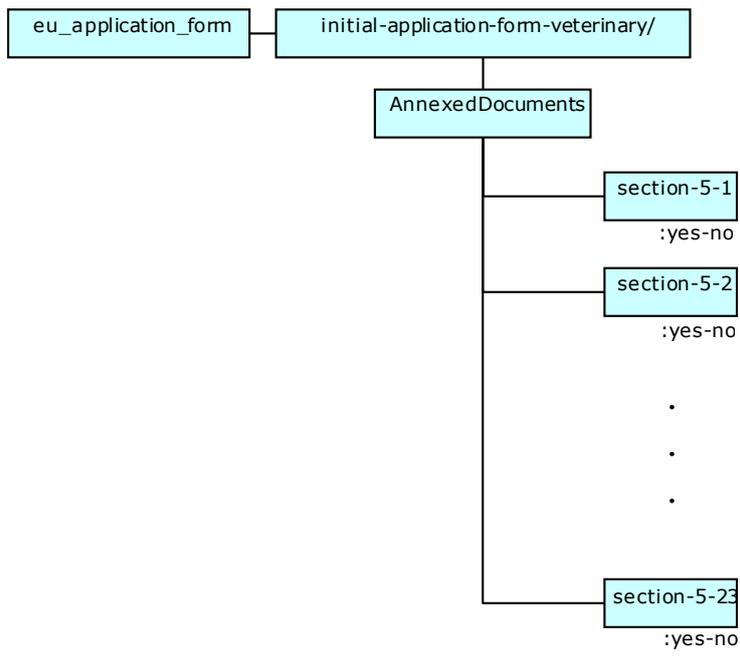 eu_application_form
initial-application-form-veterinary/
AnnexedDocuments
section-5-1
:yes-no
section-5-2
:yes-no
.
.
.
section-5-23
:yes-no